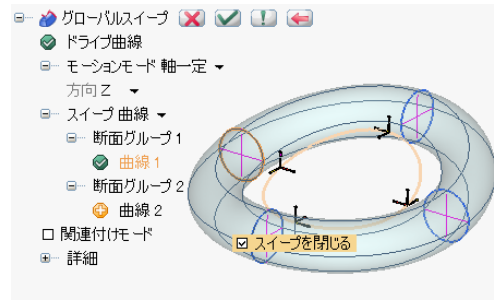 グローバルスイープ
ドライブ曲線
モーションモード 軸一定
方向 Z
スイープ 曲線
断面グループ 1
曲線 1
断面グループ 2
曲線 2
スイープを閉じる
関連付けモード
詳細